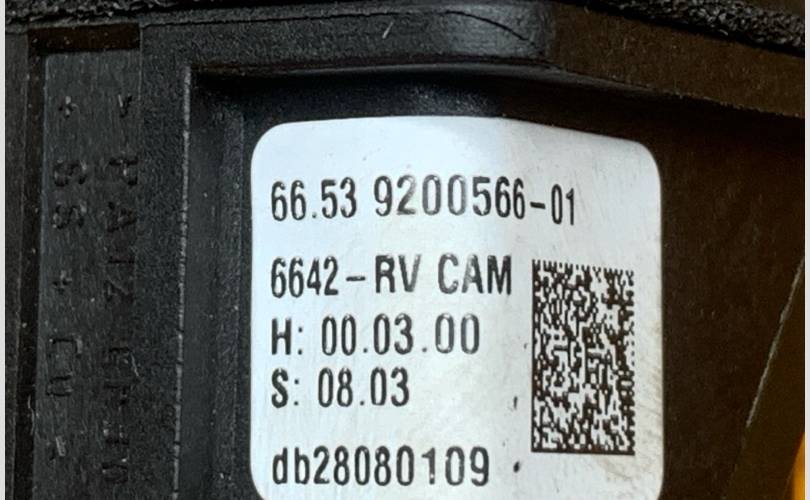 66.53 9200566-01
6642-RV CAM
H: 00.03.00
S: 08.03
db28080109